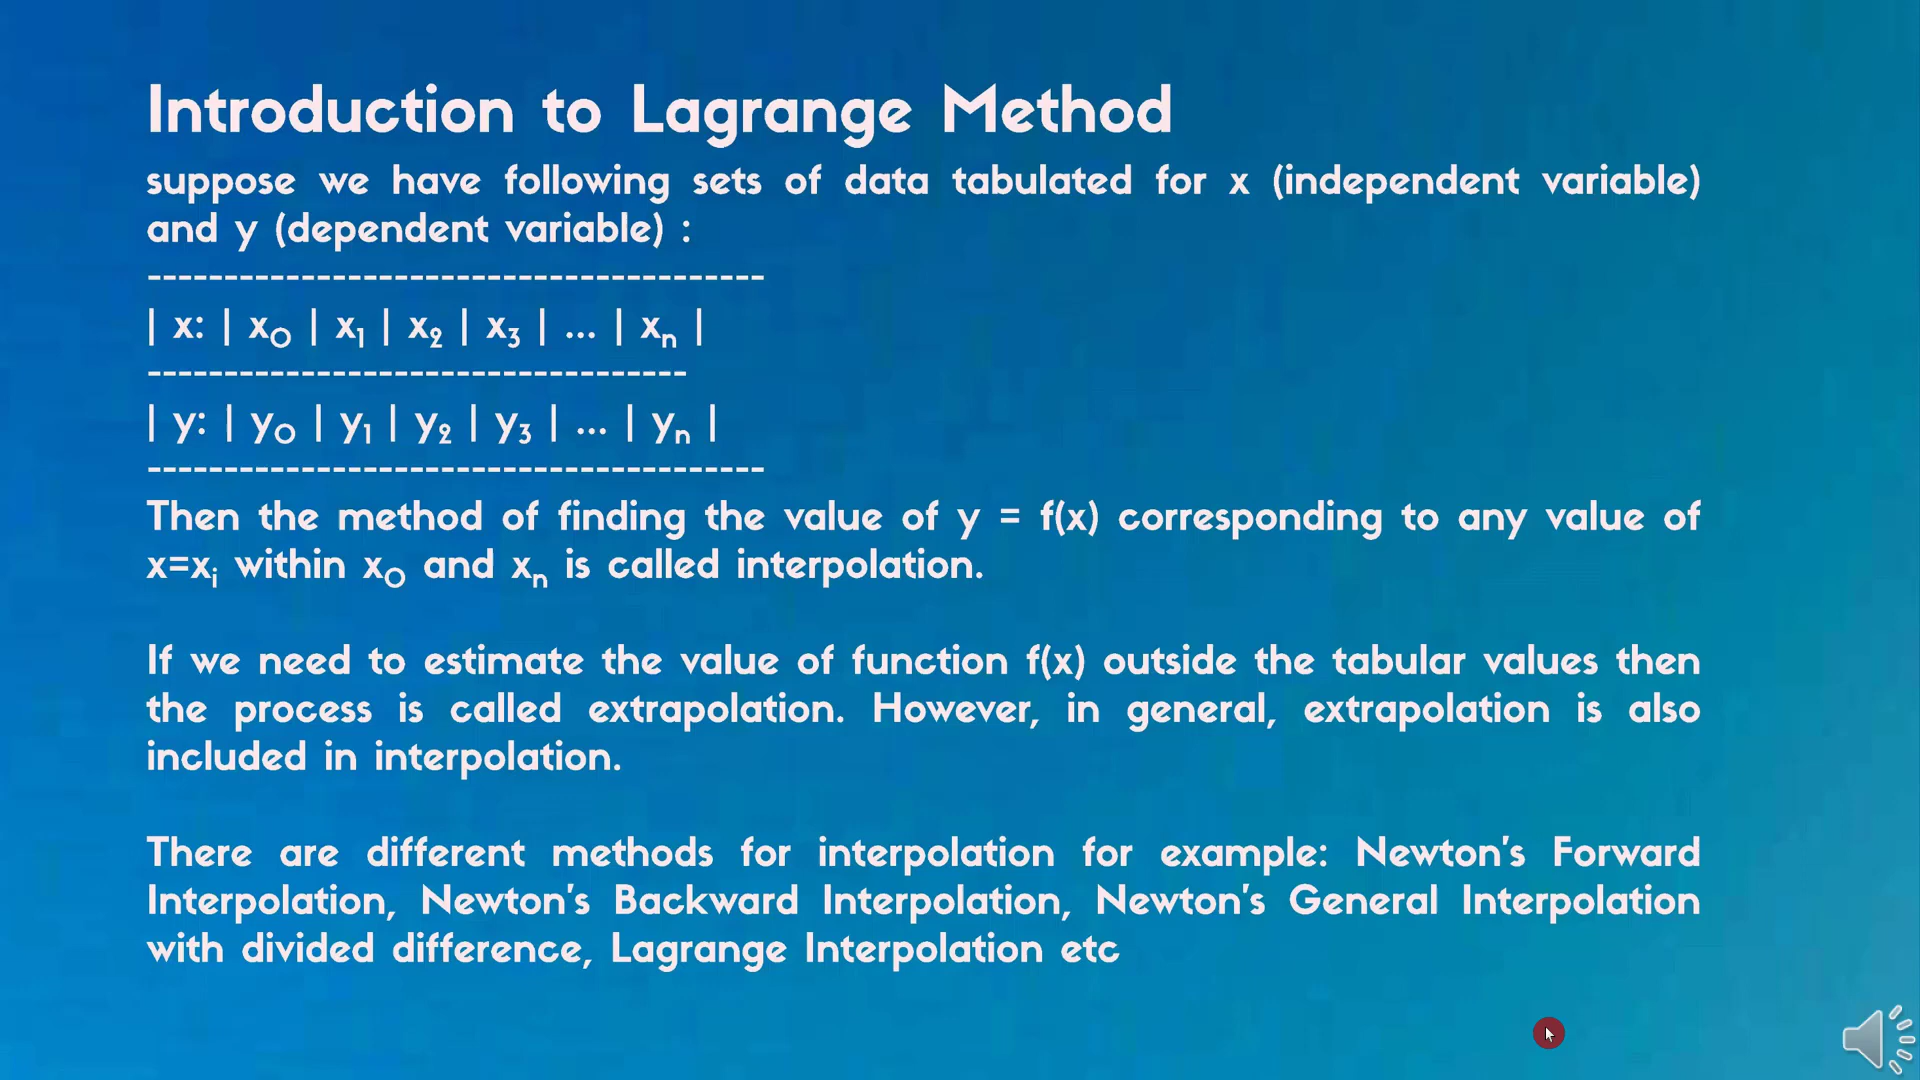 Introduction to Lagrange Method
suppose we have following sets of data tabulated for x (independent variable)
and y (dependent variable) :
----------------------------------------
| x: | x₀ | x₁ | x₂ | x₃ | ... | xₙ |
-----------------------------------
| y: | y₀ | y₁ | y₂ | y₃ | ... | yₙ |
----------------------------------------
Then the method of finding the value of y = f(x) corresponding to any value of
x=xᵢ within x₀ and xₙ is called interpolation.
If we need to estimate the value of function f(x) outside the tabular values then
the process is called extrapolation. However, in general, extrapolation is also
included in interpolation.
There are different methods for interpolation for example: Newton's Forward
Interpolation, Newton's Backward Interpolation, Newton's General Interpolation
with divided difference, Lagrange Interpolation etc